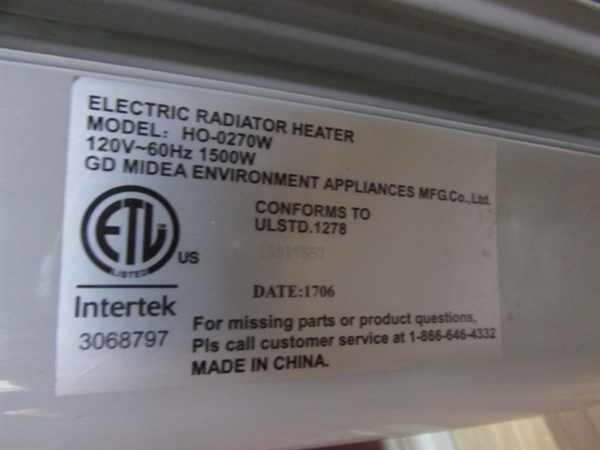 ELECTRIC RADIATOR HEATER
MODEL: HO-0270W
120V~60Hz 1500W
GD MIDEA ENVIRONMENT APPLIANCES MFG.Co.,Ltd.
CONFORMS TO
ULSTD.1278
ETL
US
LISTED
Intertek
3068797
DATE:1706
For missing parts or product questions,
Pls call customer service at 1-866-646-4332
MADE IN CHINA.